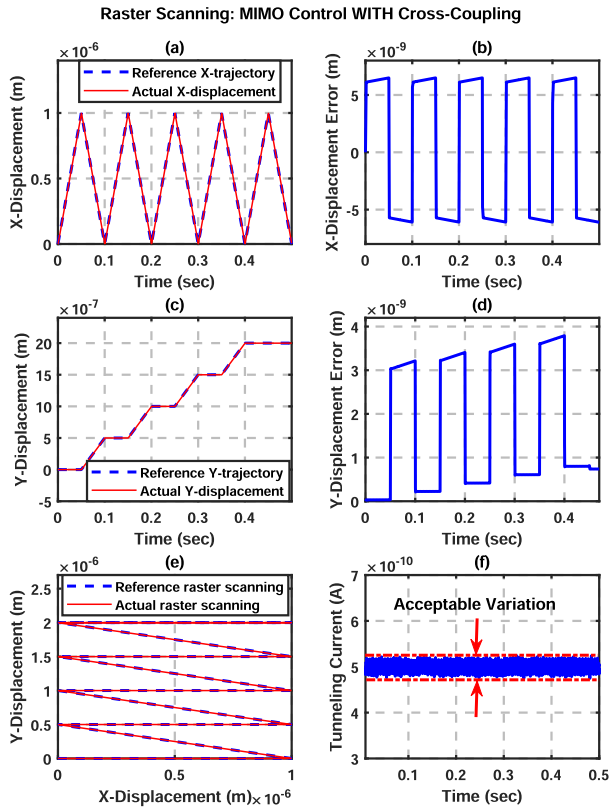 Raster Scanning: MIMO Control WITH Cross-Coupling
×10⁻⁶
(a)
X-Displacement (m)
1
0.5
0
Reference X-trajectory
Actual X-displacement
0 0.1 0.2 0.3 0.4
Time (sec)
×10⁻⁹
(b)
X-Displacement Error (m)
5
0
-5
0 0.1 0.2 0.3 0.4
Time (sec)
×10⁻⁷
(c)
Y-Displacement (m)
20
15
10
5
0
-5
Reference Y-trajectory
Actual Y-displacement
0 0.1 0.2 0.3 0.4
Time (sec)
×10⁻⁹
(d)
Y-Displacement Error (m)
4
3
2
1
0
0 0.1 0.2 0.3 0.4
Time (sec)
×10⁻⁶
(e)
Y-Displacement (m)
2.5
2
1.5
1
0.5
0
Reference raster scanning
Actual raster scanning
0 0.5 1
X-Displacement (m) ×10⁻⁶
×10⁻¹⁰
(f)
Tunneling Current (A)
7
6
5
4
3
Acceptable Variation
0.1 0.2 0.3 0.4 0.5
Time (sec)